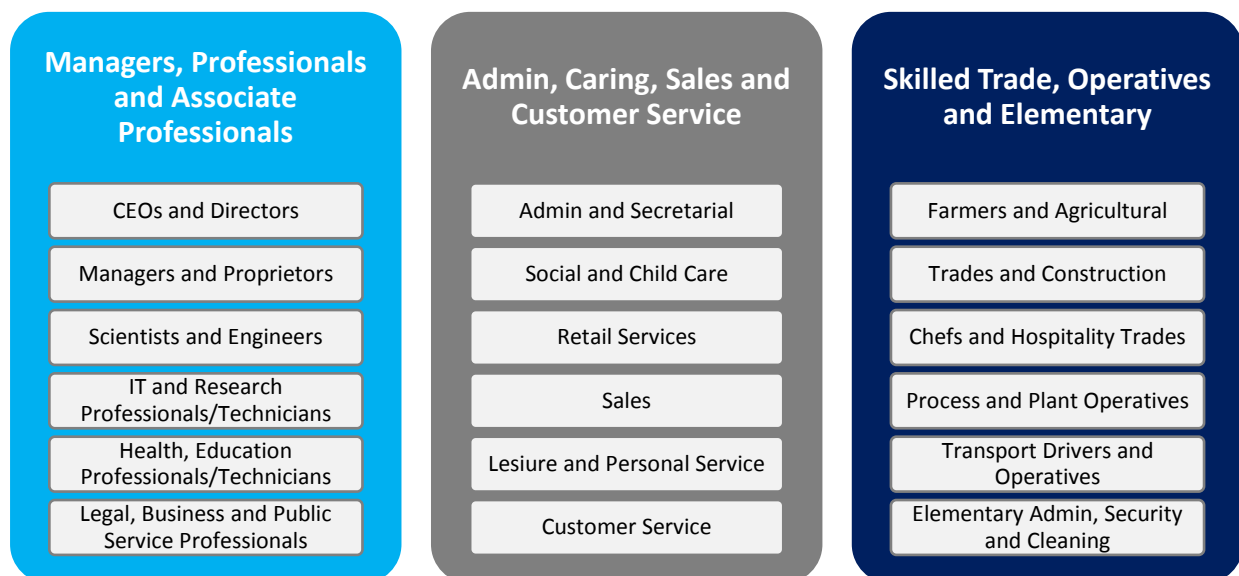 Managers, Professionals
and Associate
Professionals
CEOs and Directors
Managers and Proprietors
Scientists and Engineers
IT and Research
Professionals/Technicians
Health, Education
Professionals/Technicians
Legal, Business and Public
Service Professionals
Admin, Caring, Sales and
Customer Service
Admin and Secretarial
Social and Child Care
Retail Services
Sales
Lesiure and Personal Service
Customer Service
Skilled Trade, Operatives
and Elementary
Farmers and Agricultural
Trades and Construction
Chefs and Hospitality Trades
Process and Plant Operatives
Transport Drivers and
Operatives
Elementary Admin, Security
and Cleaning